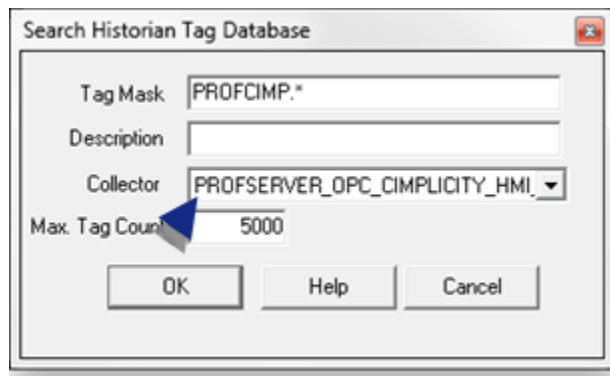 Search Historian Tag Database
Tag Mask PROFCIMP.*
Description
Collector PROFSERVER_OPC_CIMPLICITY_HMI_
Max. Tag Count 5000
OK Help Cancel